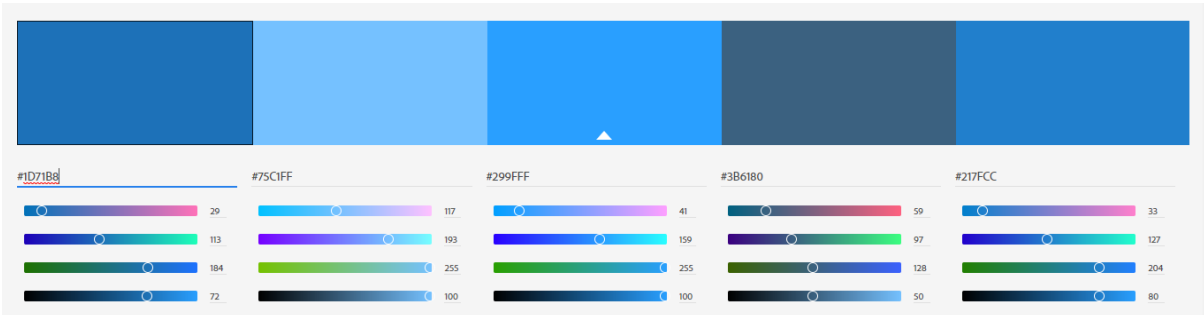 #1D71B8 #75C1FF #299FFF #3B6180 #217FCC
29 117 41 59 33
113 193 159 97 127
184 255 255 128 204
72 100 100 50 80